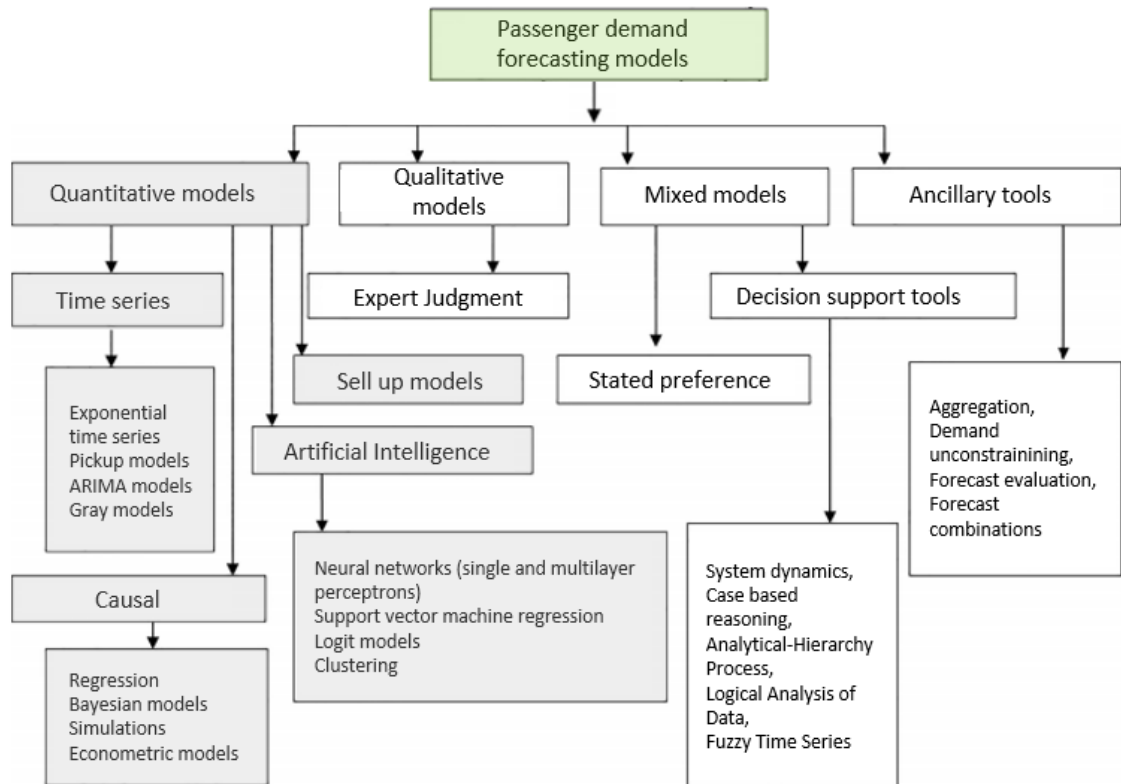 Passenger demand
forecasting models
Quantitative models
Qualitative
models
Mixed models
Ancillary tools
Time series
Expert Judgment
Decision support tools
Sell up models
Stated preference
Exponential
time series
Pickup models
ARIMA models
Gray models
Artificial Intelligence
Aggregation,
Demand
unconstrainining,
Forecast evaluation,
Forecast
combinations
Causal
Neural networks (single and multilayer
perceptrons)
Support vector machine regression
Logit models
Clustering
System dynamics,
Case based
reasoning,
Analytical-Hierarchy
Process,
Logical Analysis of
Data,
Fuzzy Time Series
Regression
Bayesian models
Simulations
Econometric models